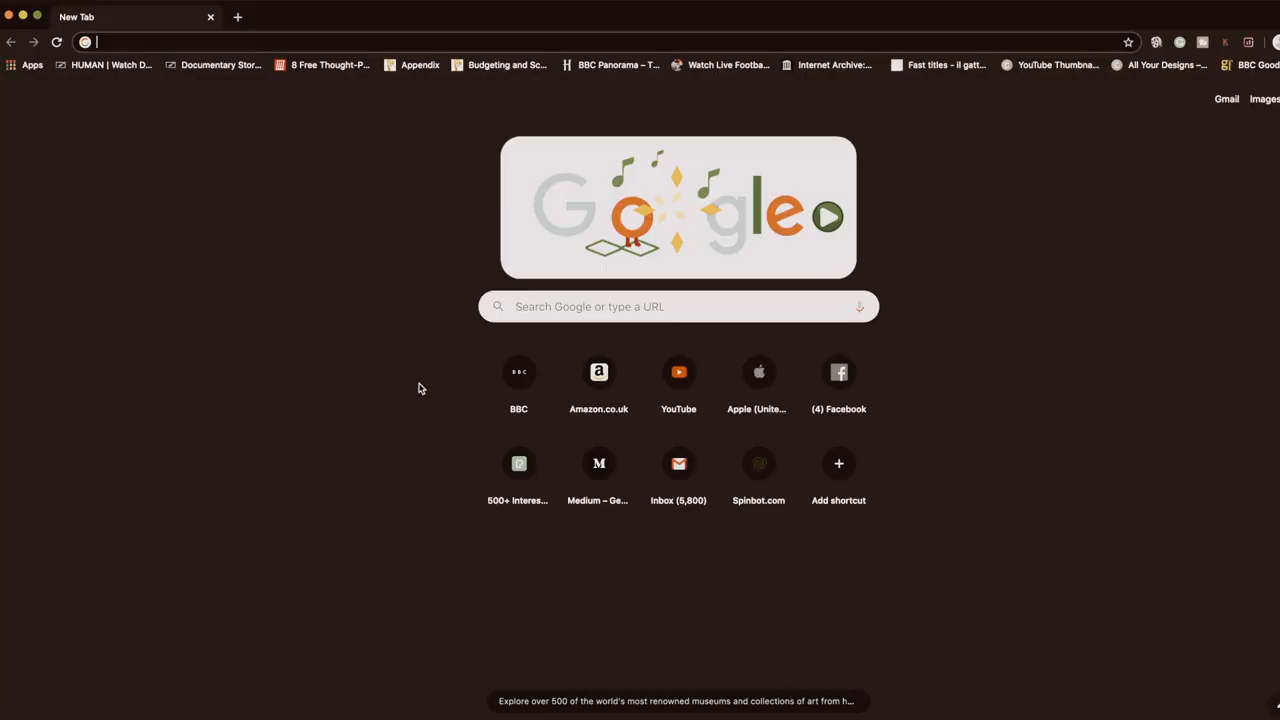 New Tab
Apps
HUMAN | Watch D...
Documentary Stor...
8 Free Thought-P...
Appendix
Budgeting and Sc...
BBC Panorama – T...
Watch Live Footba...
Internet Archive:...
Fast titles - il gatt...
YouTube Thumbna...
All Your Designs –...
BBC Good
Gmail
Images
Google
Search Google or type a URL
BBC
Amazon.co.uk
YouTube
Apple (Unite...
(4) Facebook
500+ Interes...
Medium – Ge...
Inbox (5,800)
Spinbot.com
Add shortcut
Explore over 500 of the world's most renowned museums and collections of art from h...